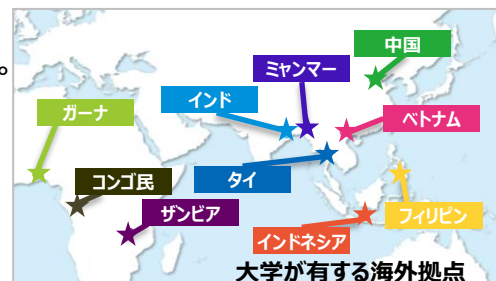 。
中国
ミャンマー
インド
ガーナ
ベトナム
コンゴ民
タイ
ザンビア
フィリピン
インドネシア
大学が有する海外拠点